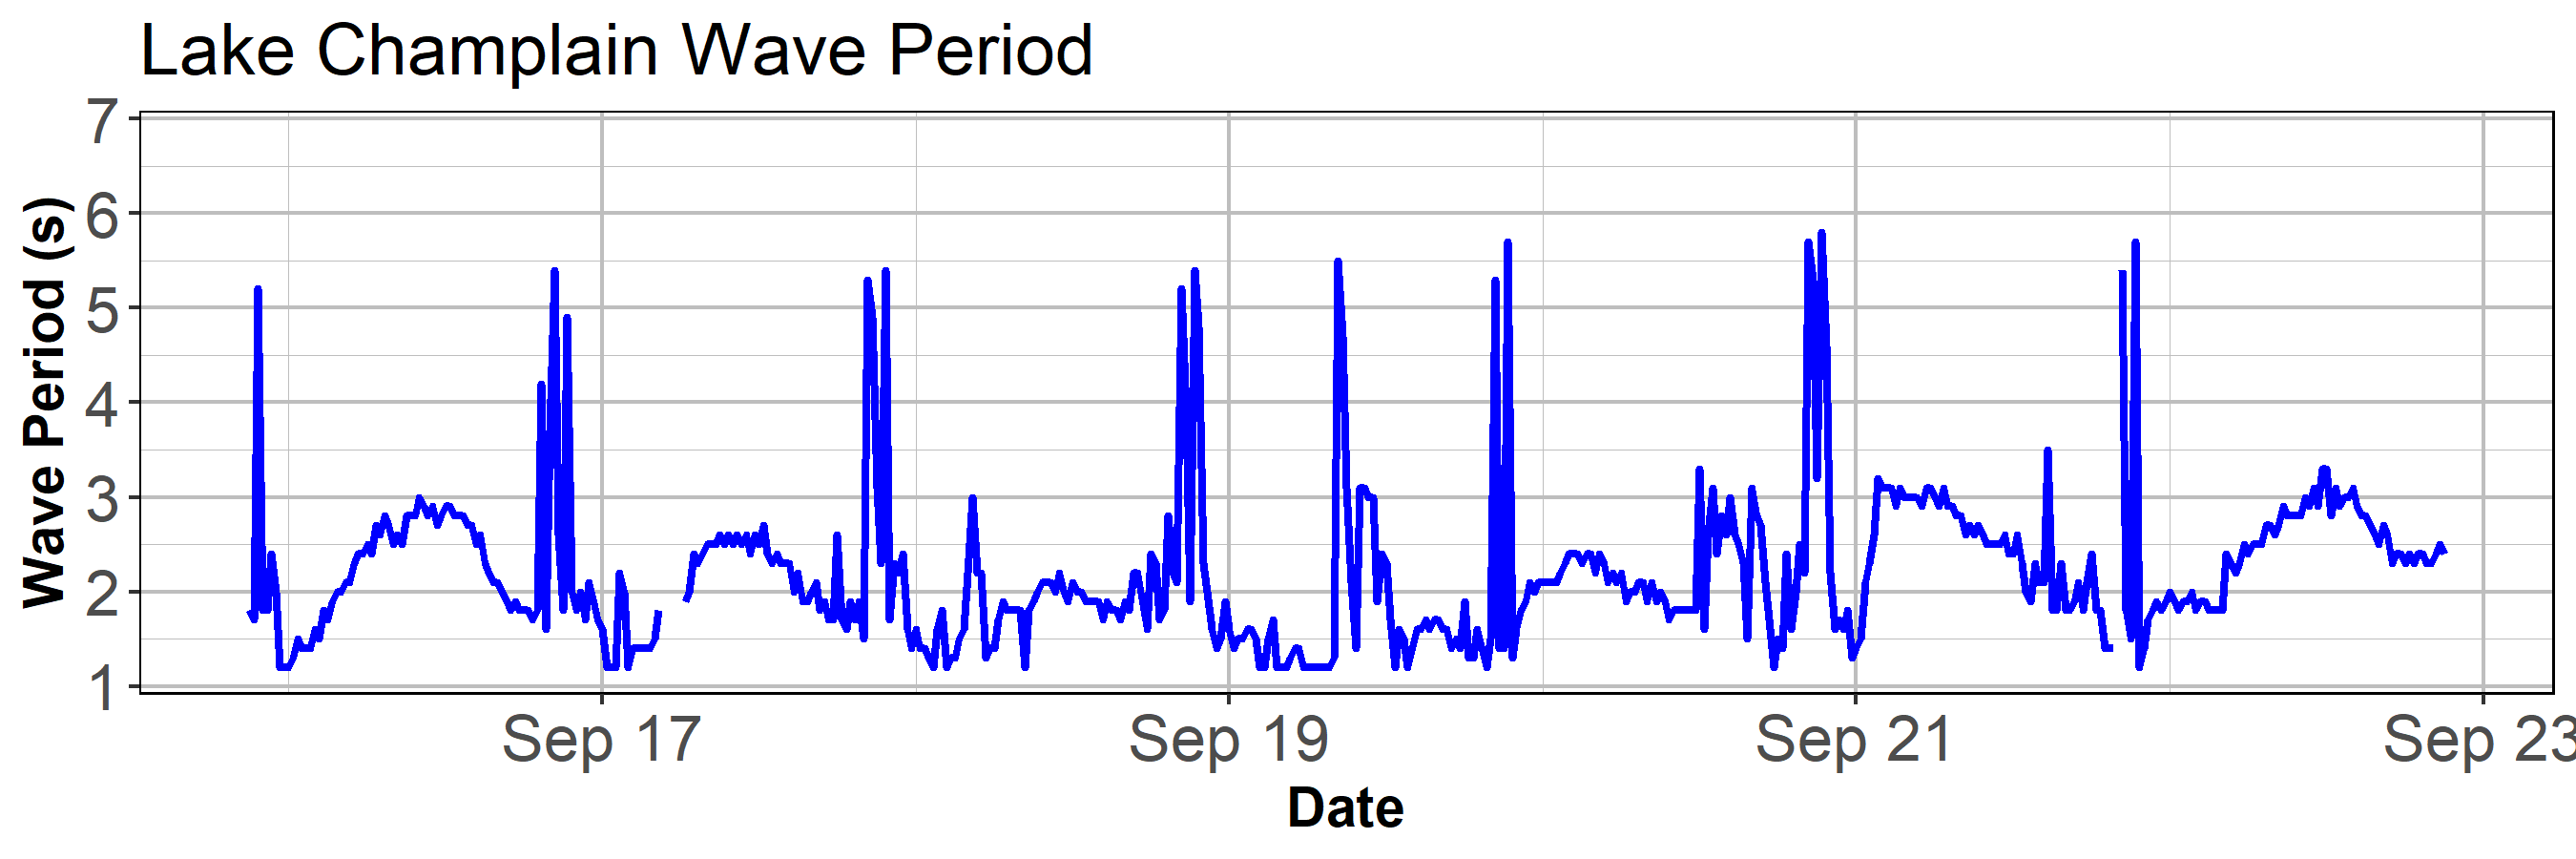 Lake Champlain Wave Period
Wave Period (s)
7
6
5
4
3
2
1
Sep 17
Sep 19
Sep 21
Sep 23
Date